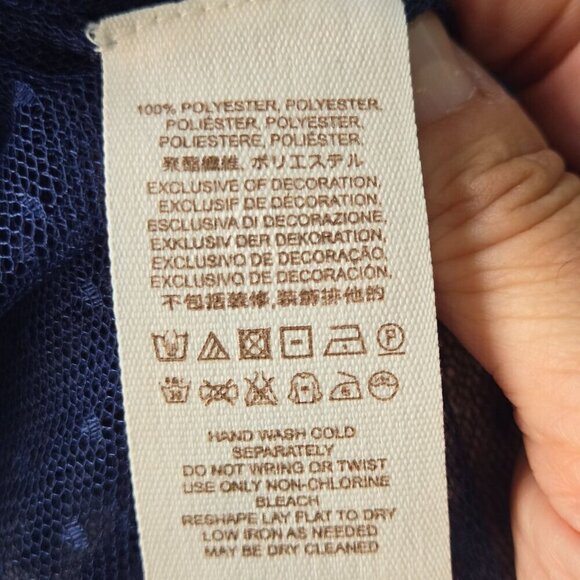 100% POLYESTER, POLYESTER,
POLIÉSTER, POLYESTER,
POLIESTERE, POLIÉSTER.
聚酯纖維, ポリエステル
EXCLUSIVE OF DECORATION,
EXCLUSIF DE DECORATION,
ESCLUSIVA DI DECORAZIONE,
EXKLUSIV DER DEKORATION,
EXCLUSIVO DE DECORAÇÃO,
EXCLUSIVO DE DECORACIÓN.
不包括裝修, 裝飾排他的
P
HAND WASH COLD
SEPARATELY
DO NOT WRING OR TWIST
USE ONLY NON-CHLORINE
BLEACH
RESHAPE LAY FLAT TO DRY
LOW IRON AS NEEDED
MAY BE DRY CLEANED